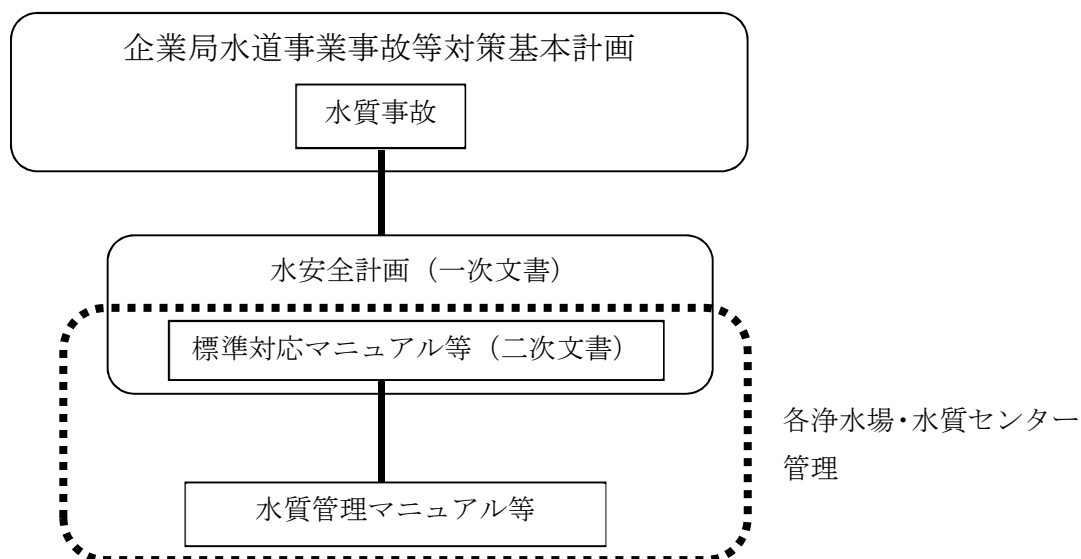 企業局水道事業事故等対策基本計画
水質事故
水安全計画（一次文書）
標準対応マニュアル等（二次文書）
各浄水場・水質センター
管理
水質管理マニュアル等